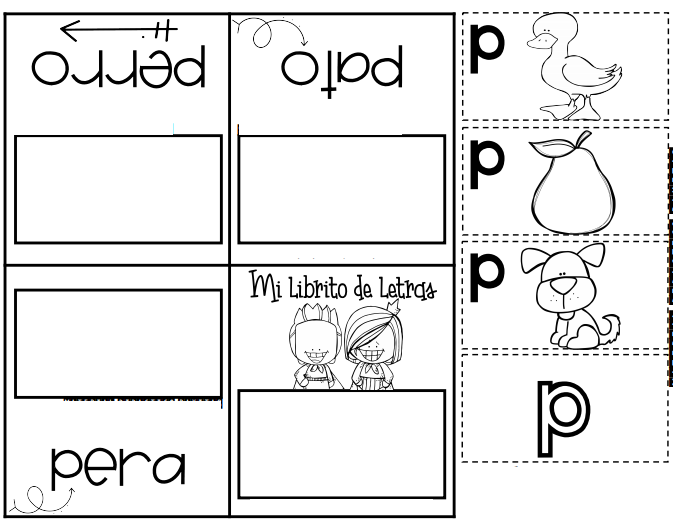 perro
pato
Mi Librito de Letras
pera
p
p
p
p